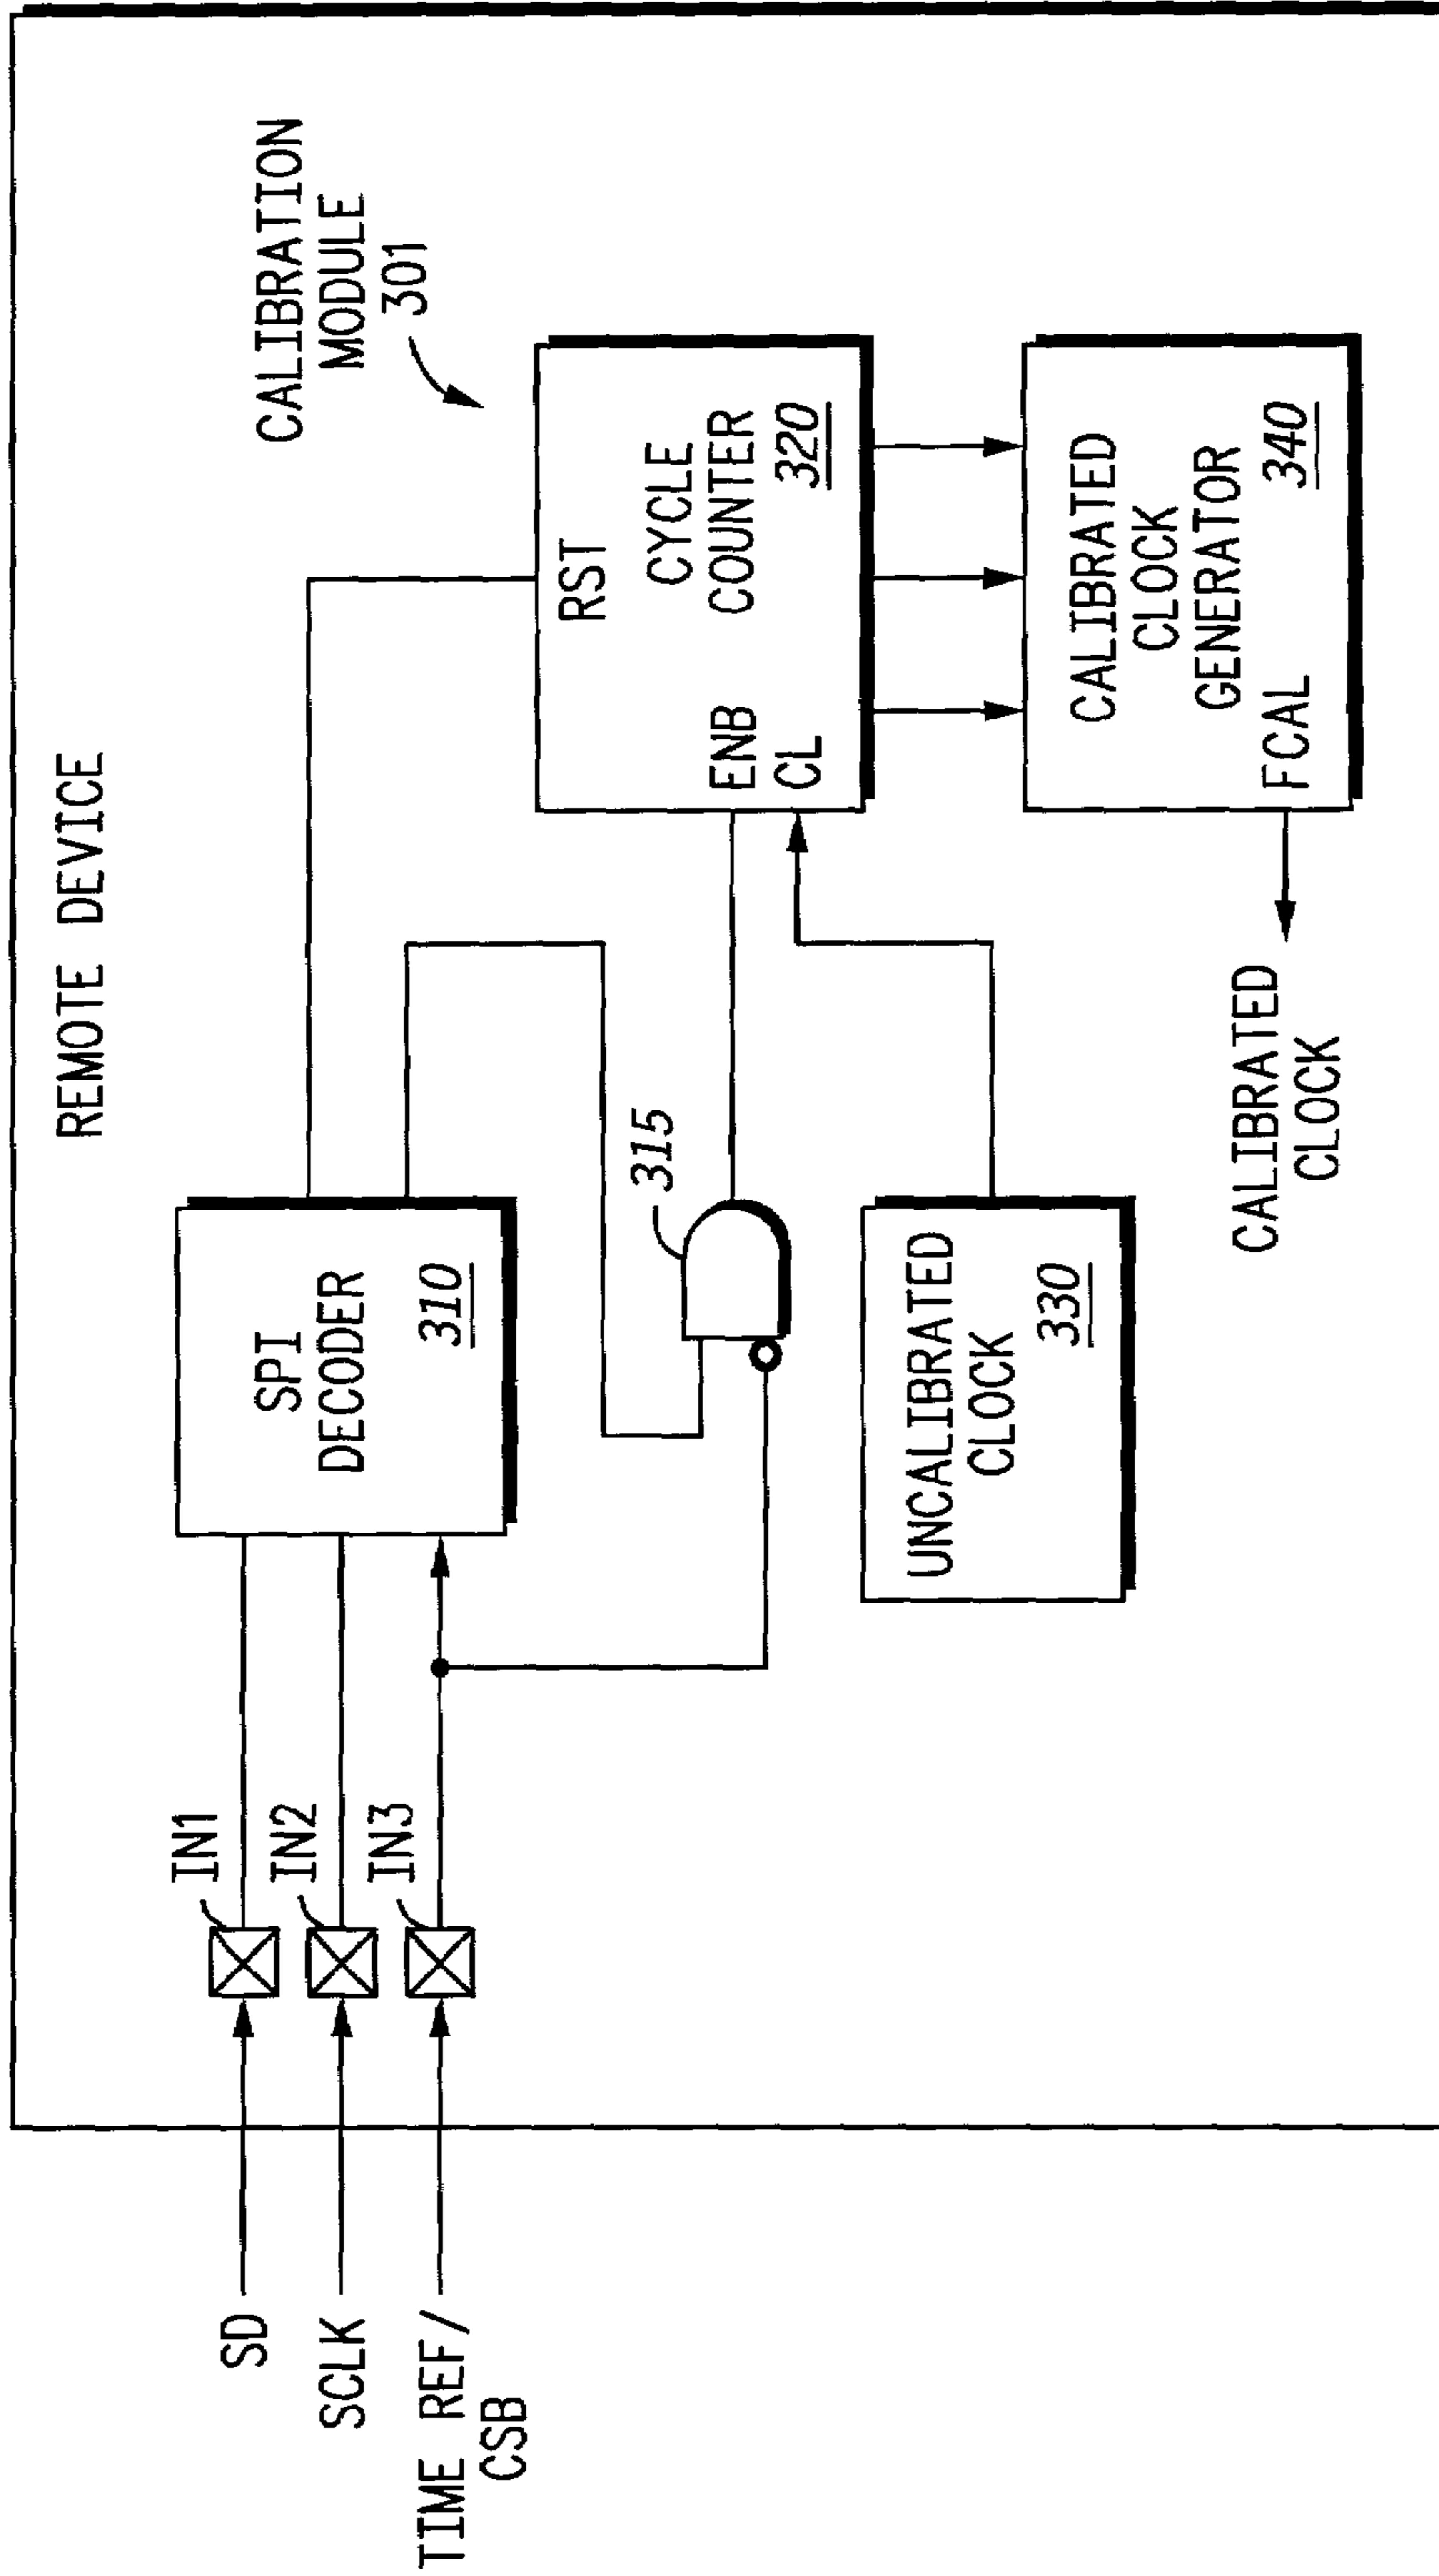 REMOTE DEVICE
CALIBRATION
MODULE
301
SD
SCLK
TIME REF/
CSB
IN1
IN2
IN3
SPI
DECODER
310
315
RST
CYCLE
COUNTER
320
ENB
CL
UNCALIBRATED
CLOCK
330
CALIBRATED
CLOCK
GENERATOR
340
FCAL
CALIBRATED
CLOCK